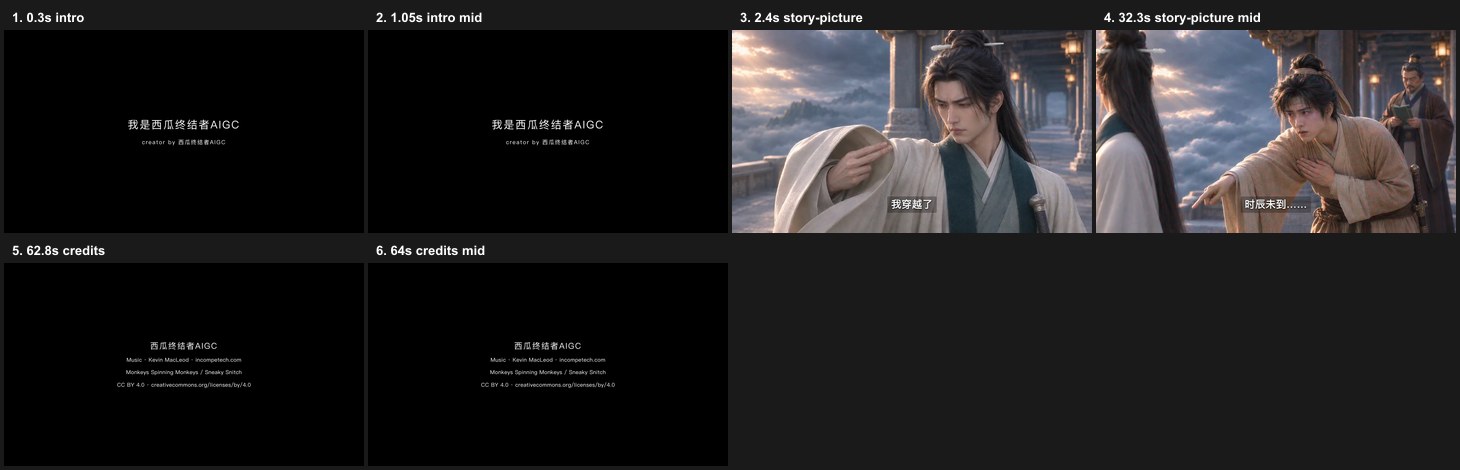 1. 0.3s intro
2. 1.05s intro mid
3. 2.4s story-picture
4. 32.3s story-picture mid
我是西瓜终结者AIGC
creator by 西瓜终结者AIGC
我是西瓜终结者AIGC
creator by 西瓜终结者AIGC
我穿越了
时辰未到……
5. 62.8s credits
6. 64s credits mid
西瓜终结者AIGC
Music - Kevin MacLeod - incompetech.com
Monkeys Spinning Monkeys / Sneaky Snitch
CC BY 4.0 - creativecommons.org/licenses/by/4.0
西瓜终结者AIGC
Music - Kevin MacLeod - incompetech.com
Monkeys Spinning Monkeys / Sneaky Snitch
CC BY 4.0 - creativecommons.org/licenses/by/4.0